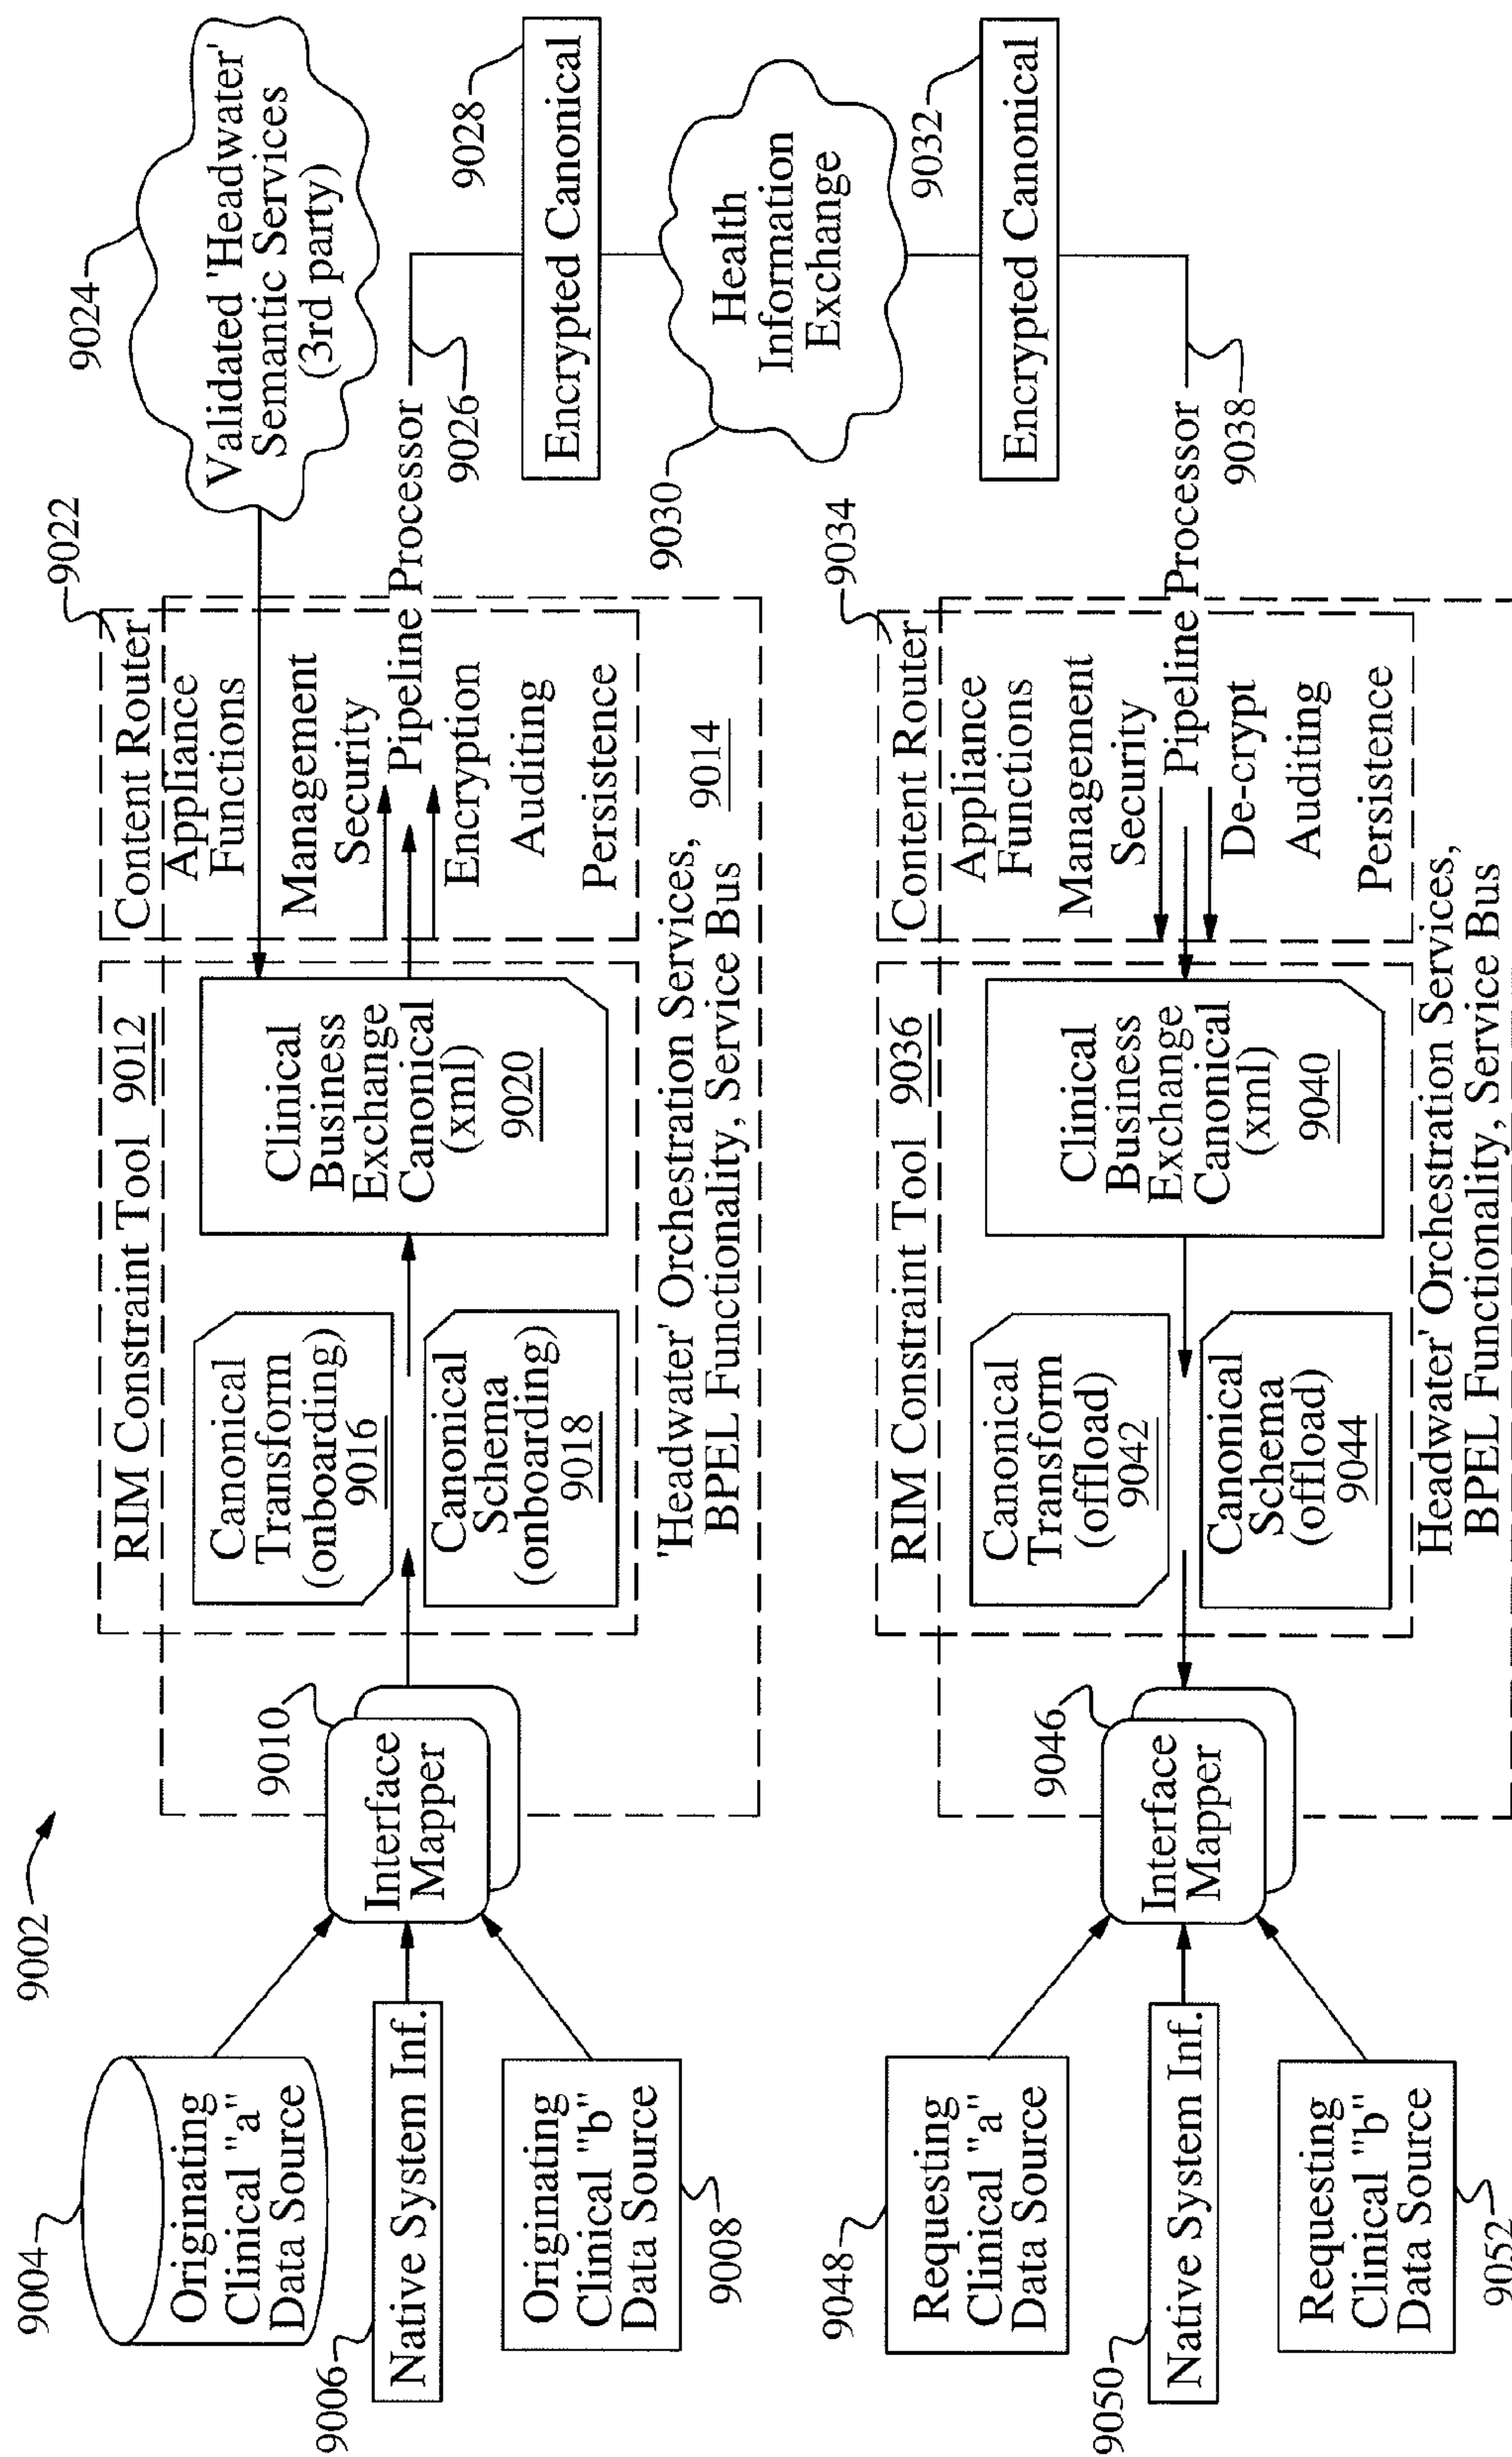 9002
9004
Originating
Clinical "a"
Data Source
9006
Native System Inf.
Originating
Clinical "b"
Data Source
9008
9010
Interface
Mapper
RIM Constraint Tool 9012
Canonical
Transform
(onboarding)
9016
Canonical
Schema
(onboarding)
9018
Clinical
Business
Exchange
Canonical
(xml)
9020
'Headwater' Orchestration Services,
BPEL Functionality, Service Bus
9014
9022
Content Router
Appliance
Functions
Management
Security
Pipeline Processor
Encryption
Auditing
Persistence
9024
Validated 'Headwater'
Semantic Services
(3rd party)
9026
9028
Encrypted Canonical
9030
Health
Information
Exchange
9032
Encrypted Canonical
9034
Content Router
Appliance
Functions
Management
Security
Pipeline Processor
De-crypt
Auditing
Persistence
9038
RIM Constraint Tool 9036
Clinical
Business
Exchange
Canonical
(xml)
9040
Canonical
Transform
(offload)
9042
Canonical
Schema
(offload)
9044
Headwater' Orchestration Services,
BPEL Functionality, Service Bus
9046
Interface
Mapper
9048
Requesting
Clinical "a"
Data Source
9050
Native System Inf.
Requesting
Clinical "b"
Data Source
9052